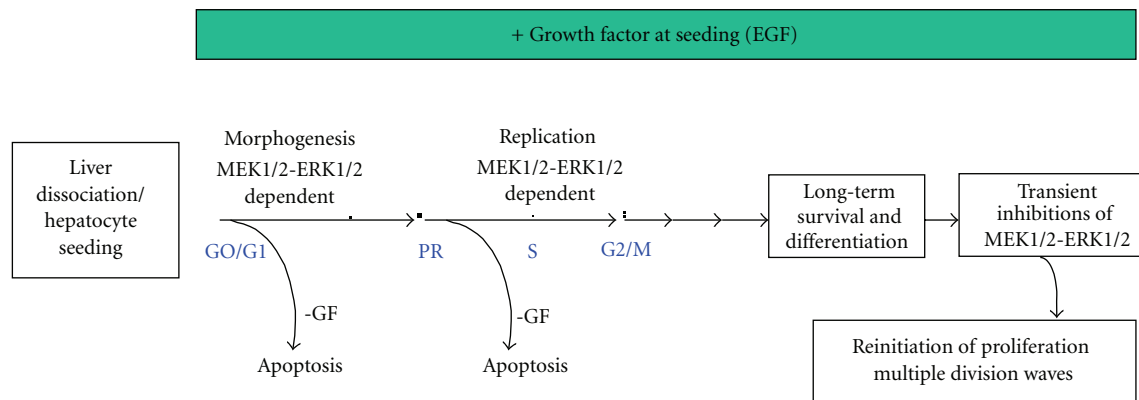 + Growth factor at seeding (EGF)
Liver
dissociation/
hepatocyte
seeding
Morphogenesis
MEK1/2-ERK1/2
dependent
Replication
MEK1/2-ERK1/2
dependent
GO/G1
PR
S
G2/M
-GF
Apoptosis
-GF
Apoptosis
Long-term
survival and
differentiation
Transient
inhibitions of
MEK1/2-ERK1/2
Reinitiation of proliferation
multiple division waves